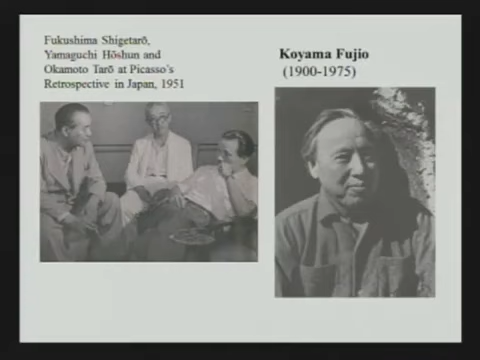 Fukushima Shigetarō,
Yamaguchi Hōshun and
Okamoto Tarō at Picasso's
Retrospective in Japan, 1951
Koyama Fujio
(1900-1975)